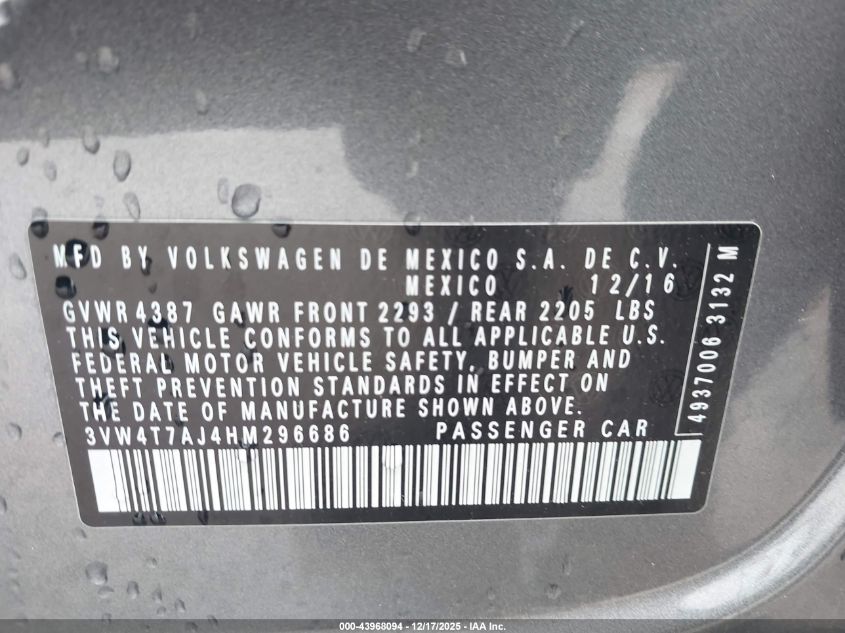 MFD BY VOLKSWAGEN DE MEXICO S.A. DE C.V.
MEXICO 12/16
GVWR 4387 GAWR FRONT 2293 / REAR 2205 LBS
THIS VEHICLE CONFORMS TO ALL APPLICABLE U.S.
FEDERAL MOTOR VEHICLE SAFETY, BUMPER AND
THEFT PREVENTION STANDARDS IN EFFECT ON
THE DATE OF MANUFACTURE SHOWN ABOVE.
3VW4T7AJ4HM296686 PASSENGER CAR
4937006 3132 M
000-43968094 - 12/17/2025 - IAA Inc.